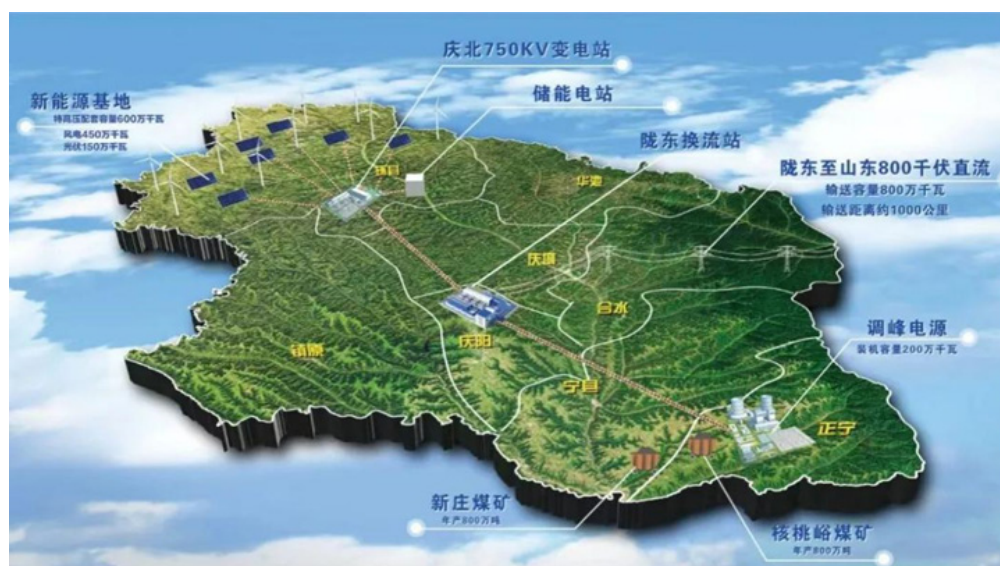 庆北750KV变电站
储能电站
新能源基地
特高压配套容量600万千瓦
风电450万千瓦
光伏150万千瓦
陇东换流站
陇东至山东800千伏直流
输送容量800万千瓦
输送距离约1000公里
环县
华池
庆城
合水
调峰电源
装机容量200万千瓦
镇原
庆阳
宁县
正宁
新庄煤矿
年产800万吨
核桃峪煤矿
年产800万吨